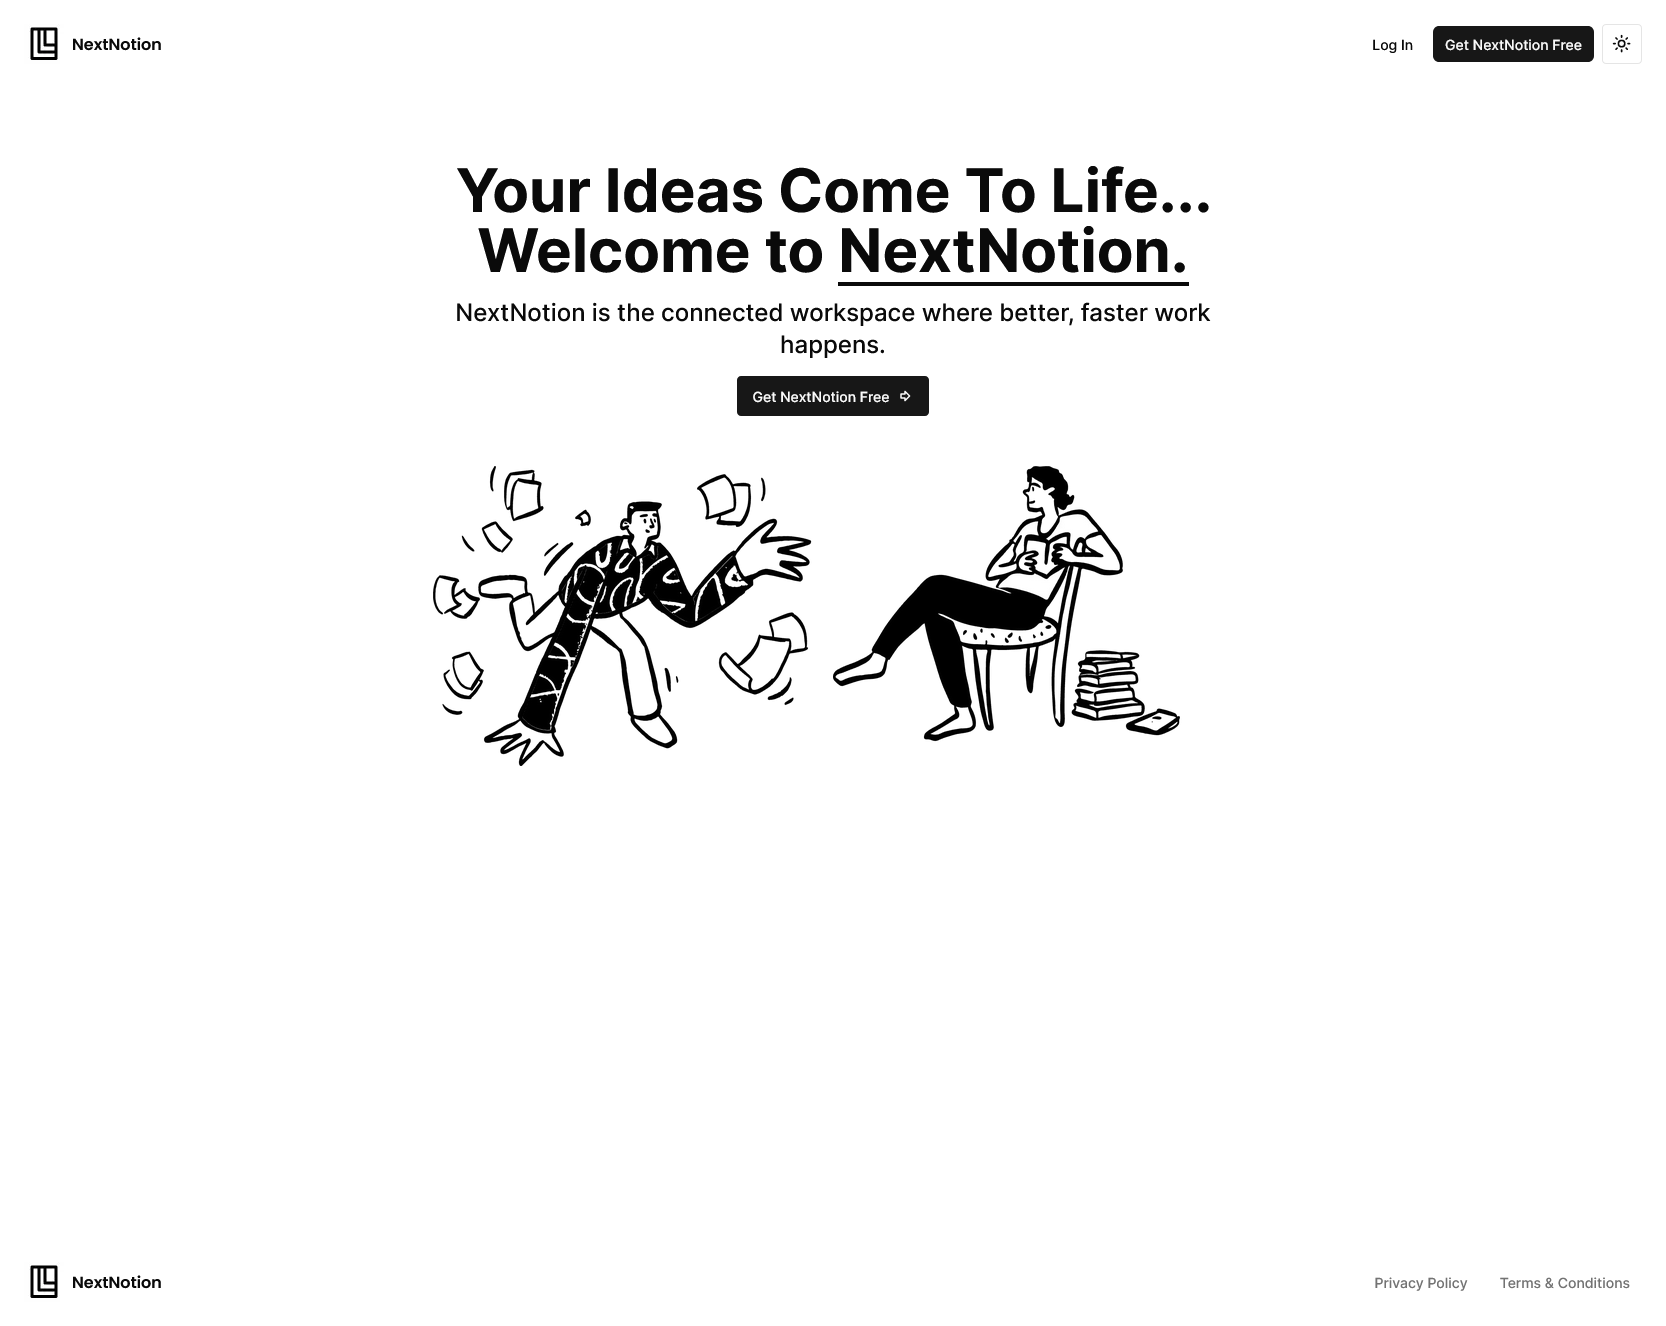 NextNotion
Log In
Get NextNotion Free
Your Ideas Come To Life...
Welcome to NextNotion.
NextNotion is the connected workspace where better, faster work
happens.
Get NextNotion Free
NextNotion
Privacy Policy
Terms & Conditions